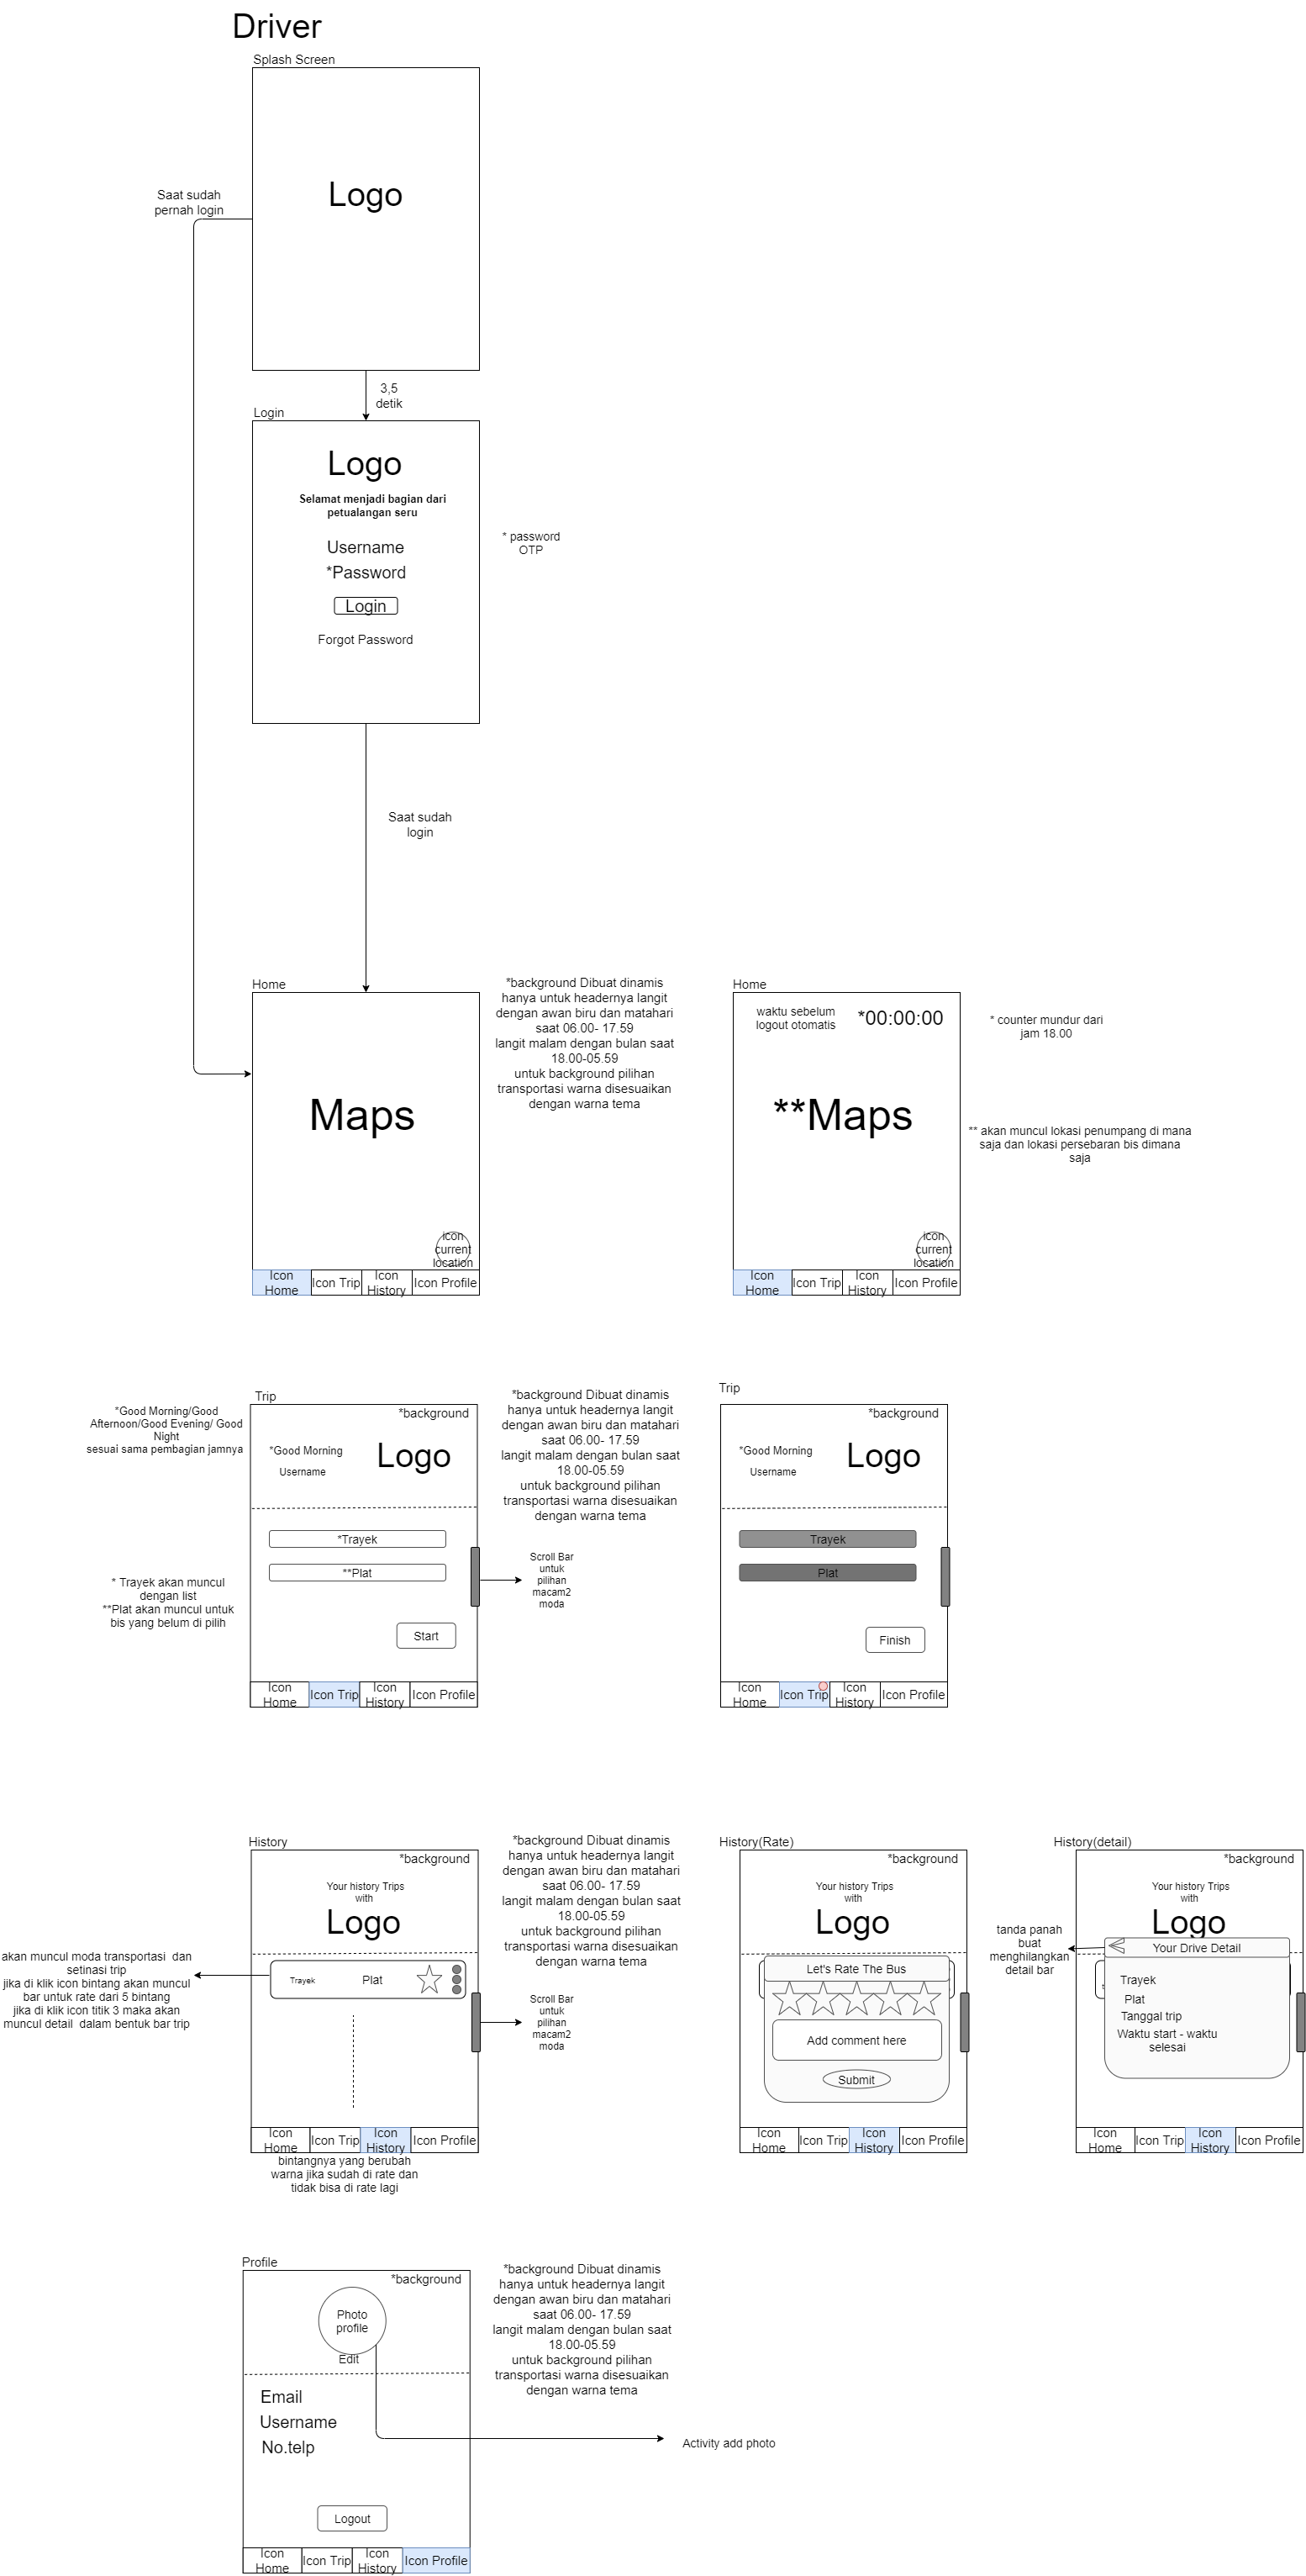 Driver
Splash Screen
Logo
Saat sudah
pernah login
3,5
detik
Login
Logo
Selamat menjadi bagian dari
petualangan seru
Username
*Password
Login
Forgot Password
* password
OTP
Saat sudah
login
Home
Maps
icon
current
location
Icon
Home
Icon Trip
Icon
History
Icon Profile
*background Dibuat dinamis
hanya untuk headernya langit
dengan awan biru dan matahari
saat 06.00- 17.59
langit malam dengan bulan saat
18.00-05.59
untuk background pilihan
transportasi warna disesuaikan
dengan warna tema
Home
waktu sebelum
logout otomatis
*00:00:00
**Maps
icon
current
location
Icon
Home
Icon Trip
Icon
History
Icon Profile
* counter mundur dari
jam 18.00
** akan muncul lokasi penumpang di mana
saja dan lokasi persebaran bis dimana
saja
*Good Morning/Good
Afternoon/Good Evening/ Good
Night
sesuai sama pembagian jamnya
* Trayek akan muncul
dengan list
**Plat akan muncul untuk
bis yang belum di pilih
Trip
*background
*Good Morning
Username
Logo
*Trayek
**Plat
Start
Icon
Home
Icon Trip
Icon
History
Icon Profile
*background Dibuat dinamis
hanya untuk headernya langit
dengan awan biru dan matahari
saat 06.00- 17.59
langit malam dengan bulan saat
18.00-05.59
untuk background pilihan
transportasi warna disesuaikan
dengan warna tema
Scroll Bar
untuk
pilihan
macam2
moda
Trip
*background
*Good Morning
Username
Logo
Trayek
Plat
Finish
Icon
Home
Icon Trip
Icon
History
Icon Profile
akan muncul moda transportasi  dan
setinasi trip
jika di klik icon bintang akan muncul
bar untuk rate dari 5 bintang
jika di klik icon titik 3 maka akan
muncul detail  dalam bentuk bar trip
History
*background
Your history Trips
with
Logo
Trayek
Plat
Icon
Home
Icon Trip
Icon
History
Icon Profile
bintangnya yang berubah
warna jika sudah di rate dan
tidak bisa di rate lagi
*background Dibuat dinamis
hanya untuk headernya langit
dengan awan biru dan matahari
saat 06.00- 17.59
langit malam dengan bulan saat
18.00-05.59
untuk background pilihan
transportasi warna disesuaikan
dengan warna tema
Scroll Bar
untuk
pilihan
macam2
moda
History(Rate)
*background
Your history Trips
with
Logo
Let's Rate The Bus
Add comment here
Submit
Icon
Home
Icon Trip
Icon
History
Icon Profile
tanda panah
buat
menghilangkan
detail bar
History(detail)
*background
Your history Trips
with
Logo
Your Drive Detail
Trayek
Plat
Tanggal trip
Waktu start - waktu
selesai
Icon
Home
Icon Trip
Icon
History
Icon Profile
Profile
*background
Photo
profile
Edit
Email
Username
No.telp
Logout
Icon
Home
Icon Trip
Icon
History
Icon Profile
*background Dibuat dinamis
hanya untuk headernya langit
dengan awan biru dan matahari
saat 06.00- 17.59
langit malam dengan bulan saat
18.00-05.59
untuk background pilihan
transportasi warna disesuaikan
dengan warna tema
Activity add photo